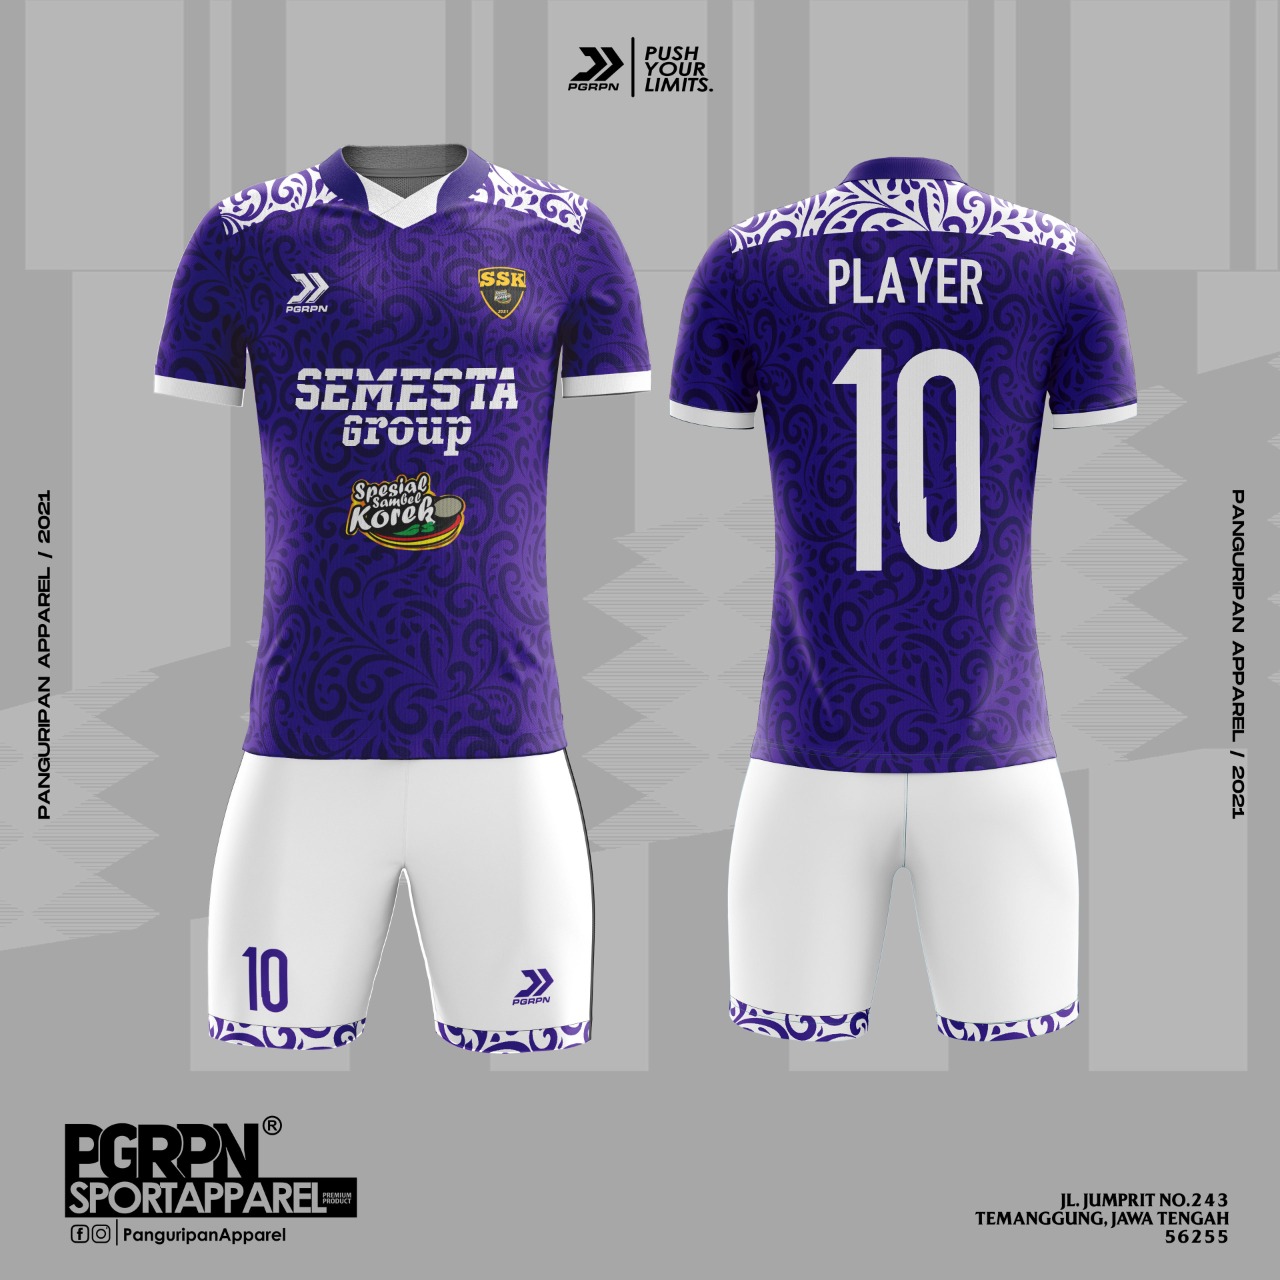 PGRPN
PUSH
YOUR
LIMITS.
PGRPN
SSK
2021
SEMESTA
Group
Spesial
Sambel
Korek
PLAYER
10
10
PGRPN
PANGURIPAN APPAREL / 2021
PANGURIPAN APPAREL / 2021
PGRPN®
SPORTAPPAREL PREMIUM
PRODUCT
PanguripanApparel
JL. JUMPRIT NO.243
TEMANGGUNG, JAWA TENGAH
56255